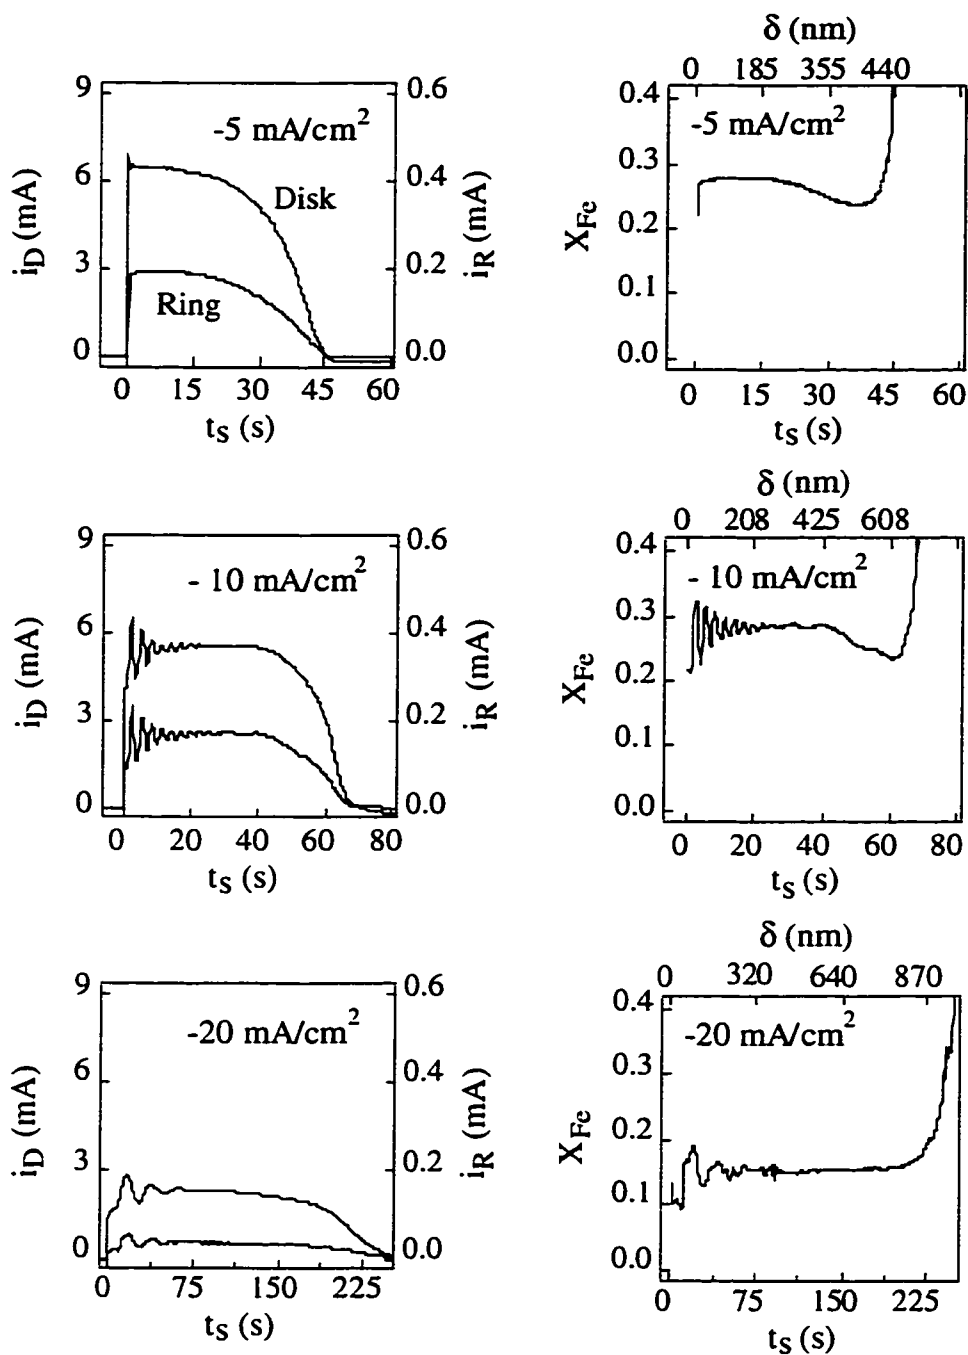 δ (nm)
9
0.6
0 185 355 440
-5 mA/cm²
0.4
-5 mA/cm²
6
0.4
Disk
0.3
i_D (mA)
i_R (mA)
X_Fe
0.2
3
0.2
Ring
0.1
0
0.0
0.0
0 15 30 45 60
0 15 30 45 60
t_S (s)
t_S (s)
δ (nm)
9
0.6
0 208 425 608
- 10 mA/cm²
0.4
- 10 mA/cm²
6
0.4
0.3
i_D (mA)
i_R (mA)
X_Fe
0.2
3
0.2
0.1
0
0.0
0.0
0 20 40 60 80
0 20 40 60 80
t_S (s)
t_S (s)
δ (nm)
9
0.6
0 320 640 870
-20 mA/cm²
0.4
-20 mA/cm²
6
0.4
0.3
i_D (mA)
i_R (mA)
X_Fe
0.2
3
0.2
0.1
0
0.0
0.0
0 75 150 225
0 75 150 225
t_S (s)
t_S (s)